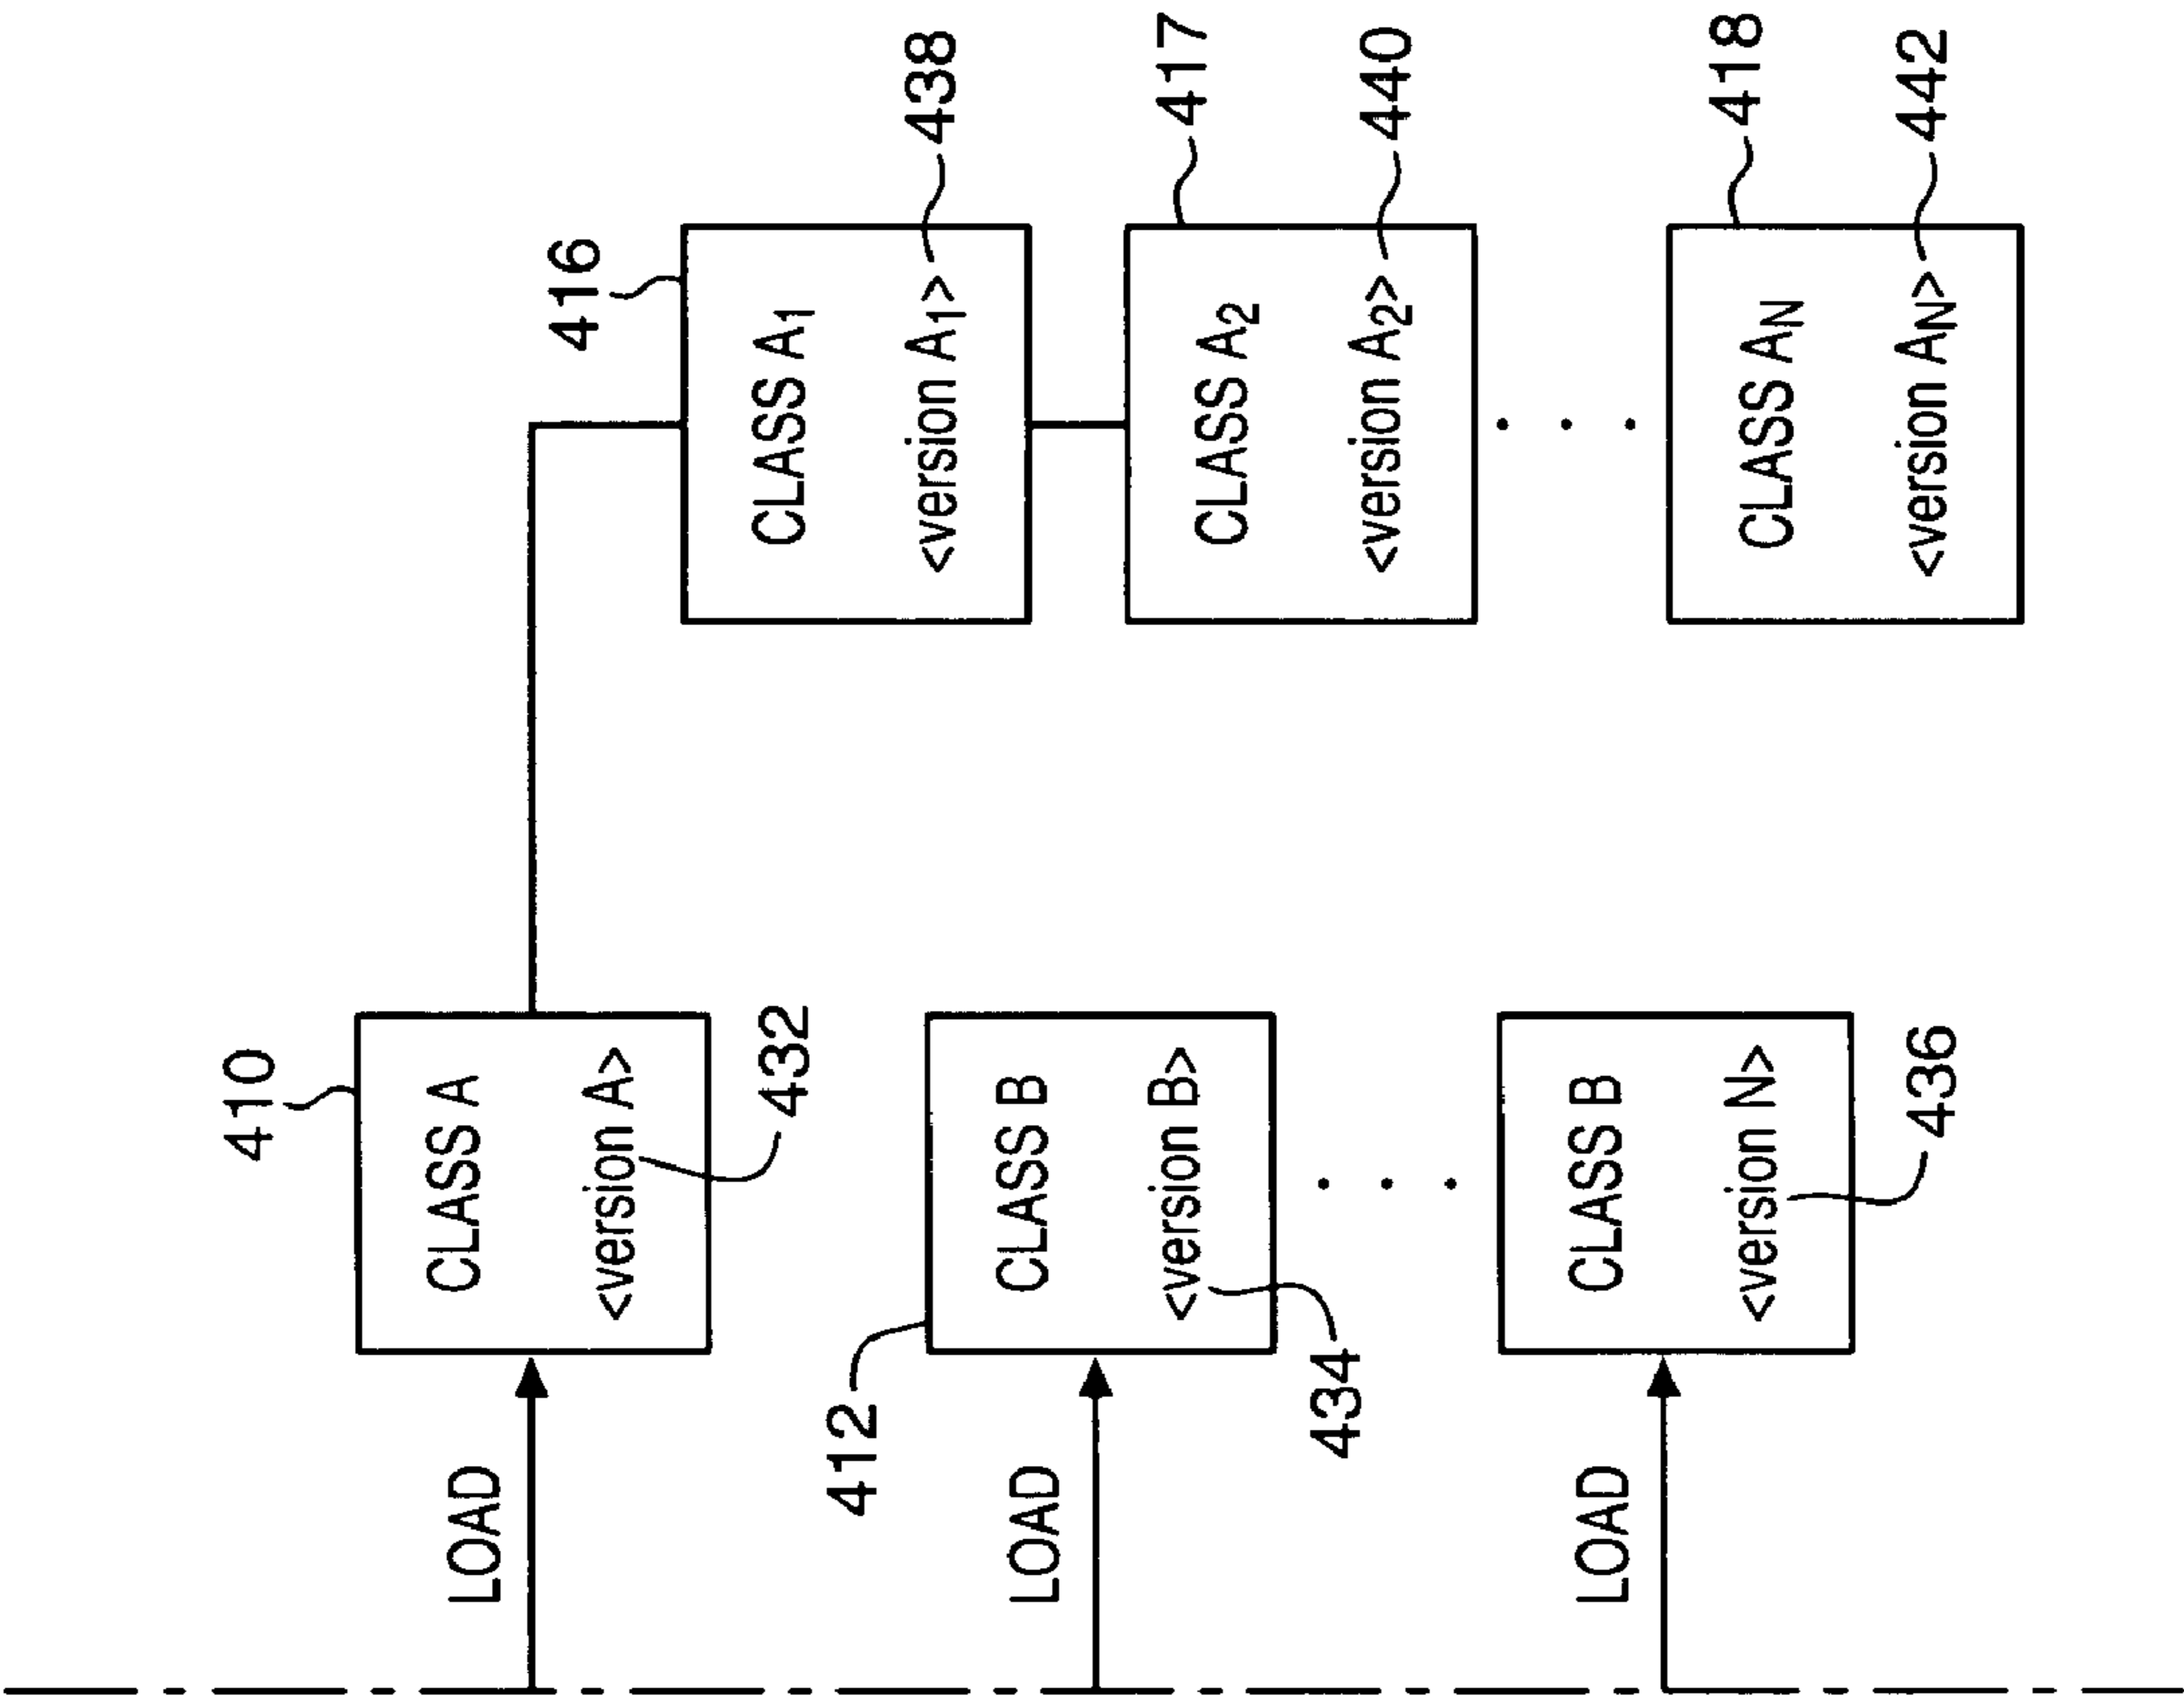 LOAD
410
CLASS A
<version A>
432
416
CLASS A1
<version A1>
438
LOAD
412
CLASS B
<version B>
434
417
CLASS A2
<version A2>
440
LOAD
CLASS B
<version N>
436
418
CLASS AN
<version AN>
442